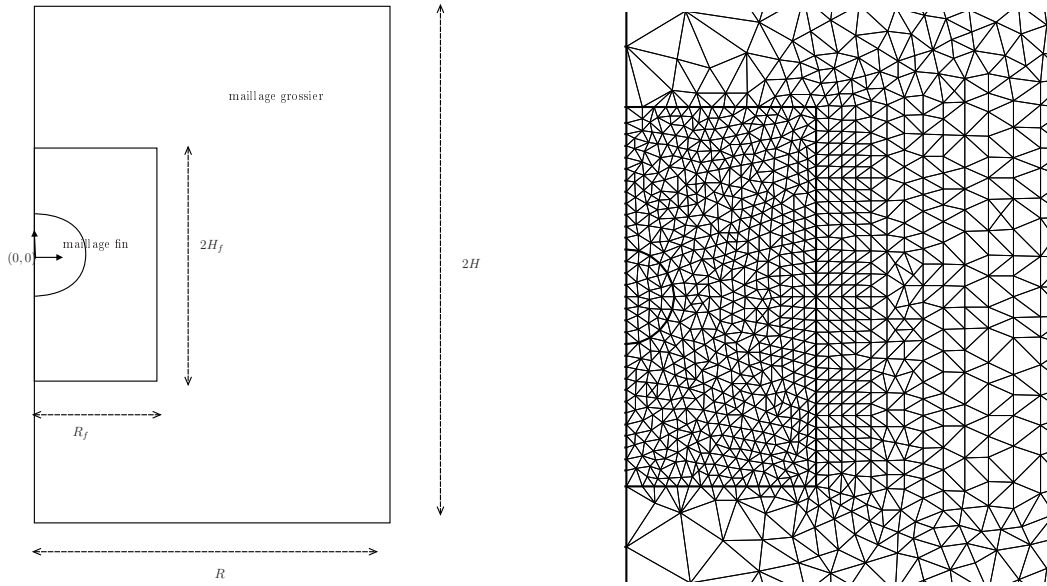 maillage grossier
maillage fin
(0,0)
2H_f
2H
R_f
R